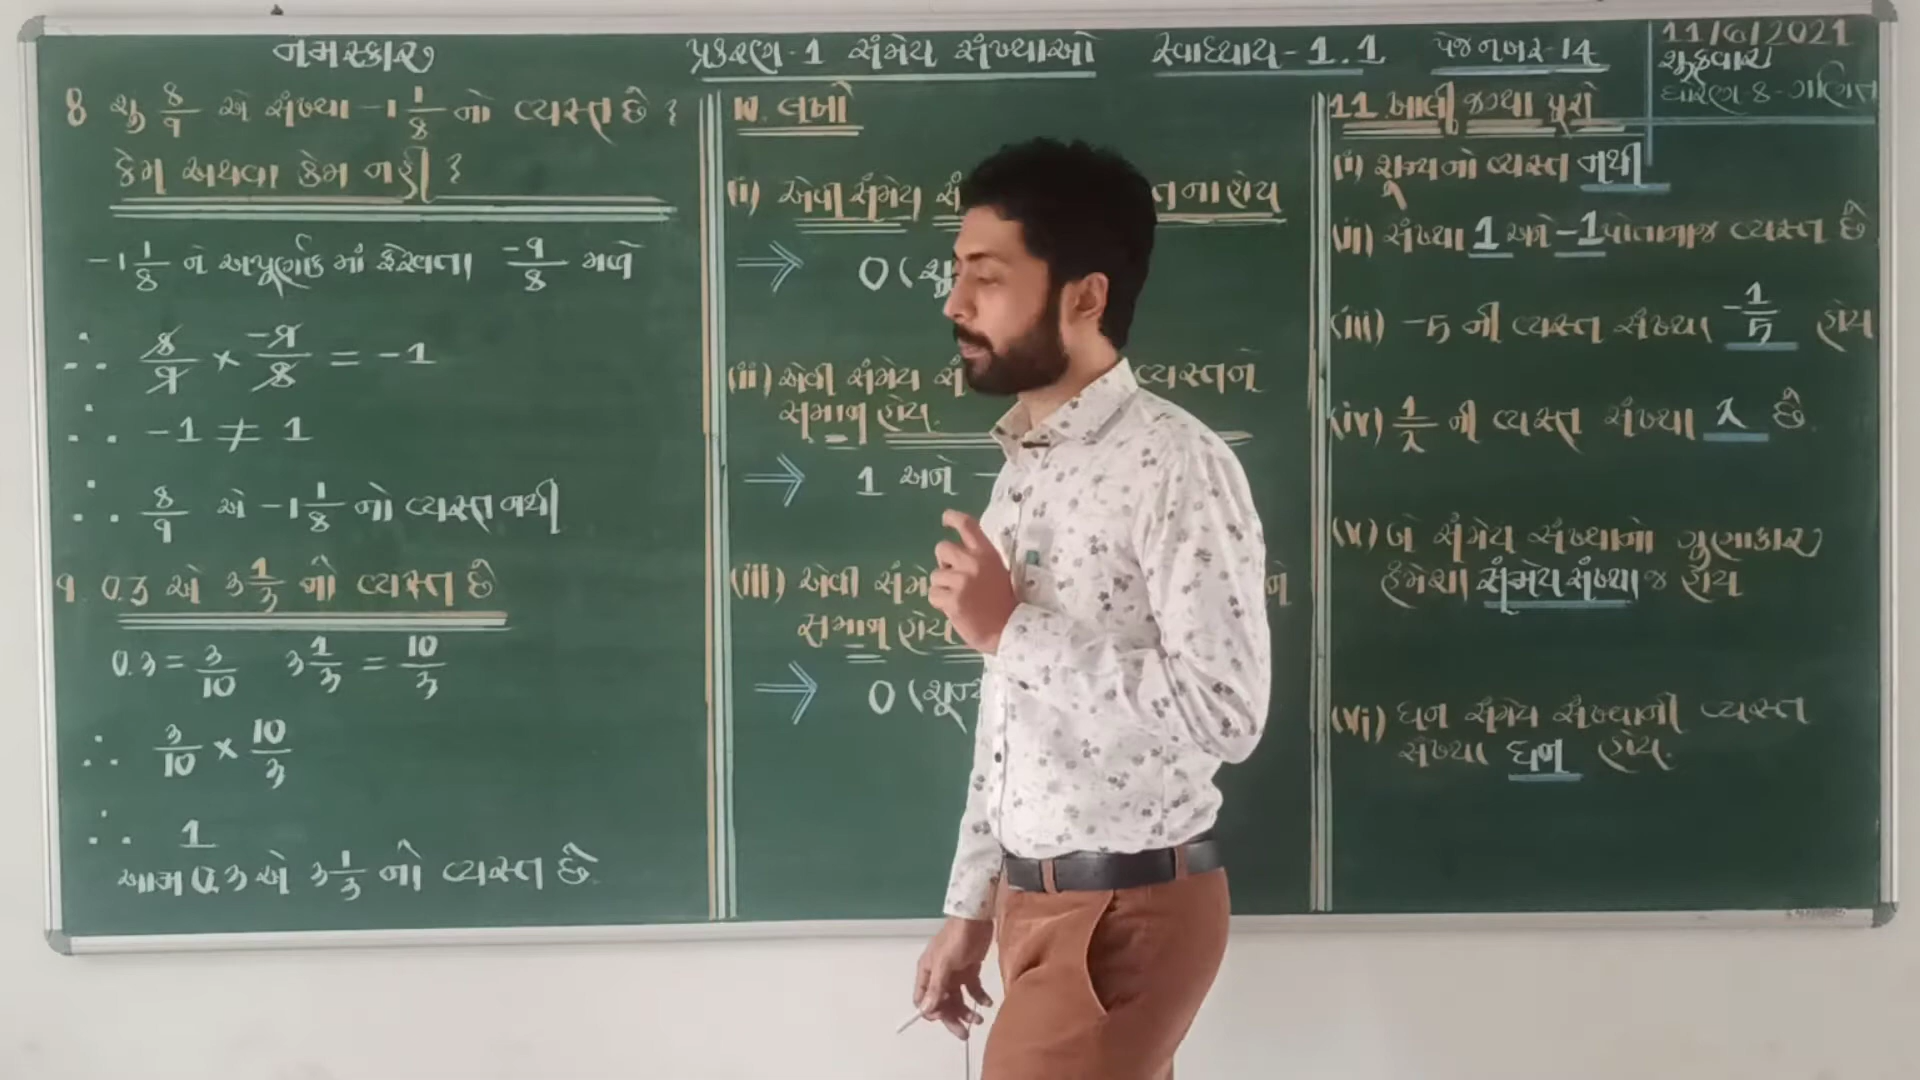 નમસ્કાર
પ્રકરણ-1 સંમેય સંખ્યાઓ સ્વાધ્યાય-1.1 પેજ નંબર-14
11/6/2021
શુક્રવાર
ધોરણ 8-ગણિત
8 શું 8/9 એ સંખ્યા -1 1/8 નો વ્યસ્ત છે ?
કેમ અથવા કેમ નહી ?
-1 1/8 ને અપૂર્ણાંક માં ફેરવતા -9/8 મળે
∴ 8/9 × -9/8 = -1
∴ -1 ≠ 1
∴ 8/9 એ -1 1/8 નો વ્યસ્ત નથી
9. 0.3 એ 3 1/3 નો વ્યસ્ત છે
0.3 = 3/10 3 1/3 = 10/3
∴ 3/10 × 10/3
∴ 1
આમ 0.3 એ 3 1/3 નો વ્યસ્ત છે.
10. લખો
(i) એવી સંમેય સં ના હોય
⇒ 0 (શૂ
(ii) એવી સંમેય સં વ્યસ્તને
સમાન હોય.
⇒ 1 અને -
(iii) એવી સંમે ને
સમાન હોય
⇒ 0 (શૂન્ય
11. ખાલી જગ્યા પૂરો
(i) શૂન્યનો વ્યસ્ત નથી
(ii) સંખ્યા 1 અને -1 પોતાનાજ વ્યસ્ત છે
(iii) -5 ની વ્યસ્ત સંખ્યા -1/5 હોય
(iv) 1/x ની વ્યસ્ત સંખ્યા x છે.
(v) બે સંમેય સંખ્યાનો ગુણાકાર
હંમેશા સંમેય સંખ્યા જ હોય
(vi) ધન સંમેય સંખ્યાની વ્યસ્ત
સંખ્યા ધન હોય.